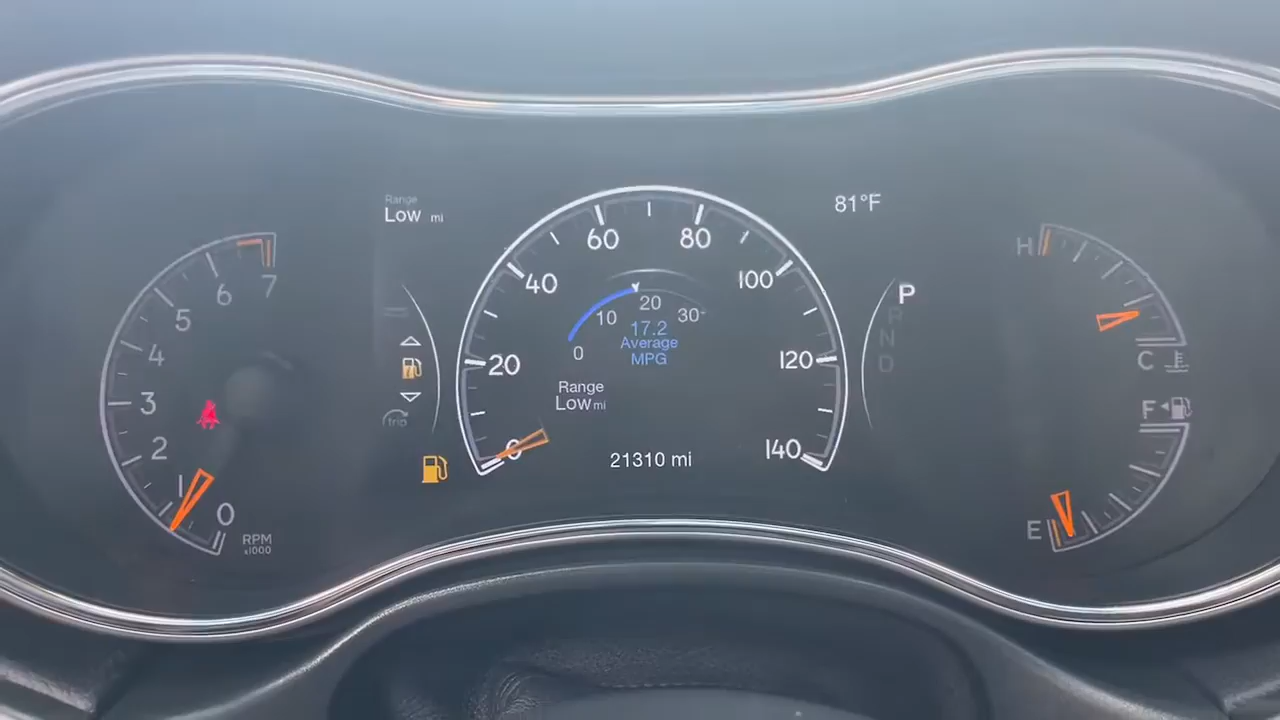 Range
Low mi
81°F
0
1
2
3
4
5
6
7
RPM
x1000
trip
0
20
40
60
80
100
120
140
0
10
20
30+
17.2
Average
MPG
Range
Low mi
21310 mi
P
R
N
D
H
C
F
E